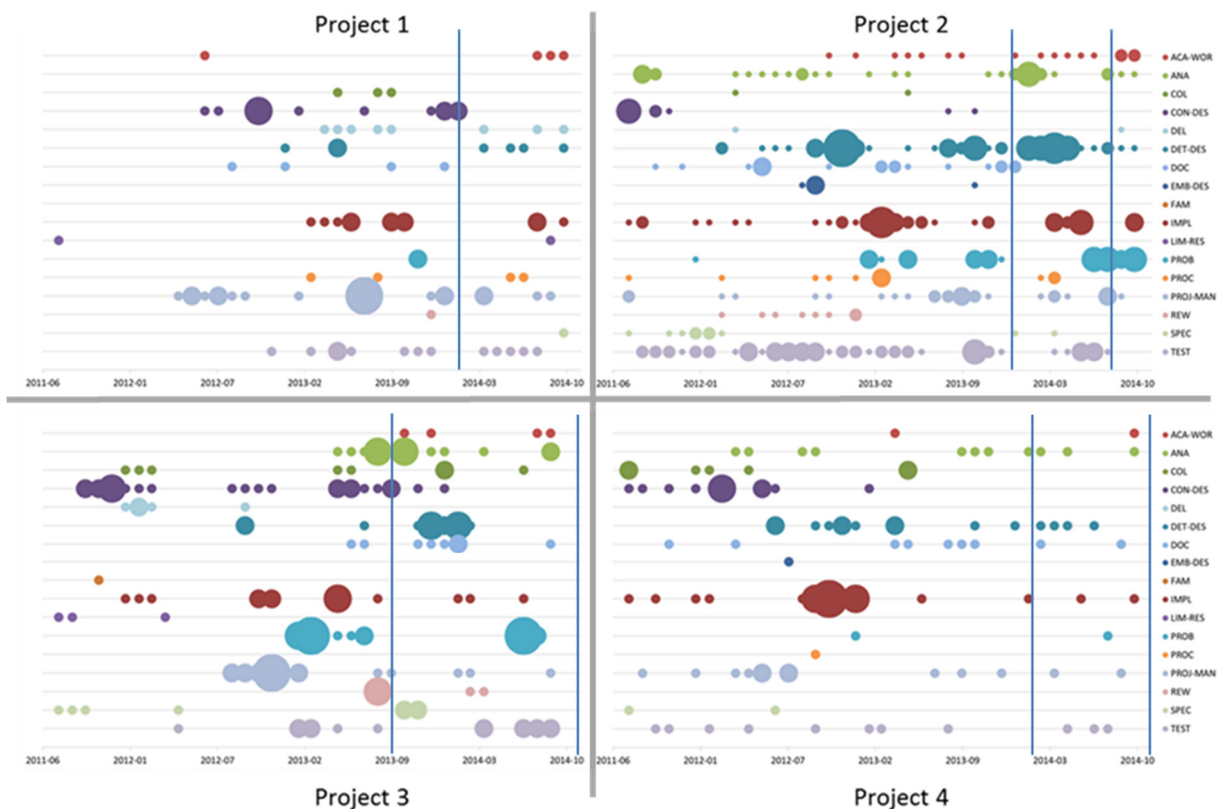 Project 1
Project 2
ACA-WOR
ANA
COL
CON-DES
DEL
DET-DES
DOC
EMB-DES
FAM
IMPL
LIM-RES
PROB
PROC
PROJ-MAN
REW
SPEC
TEST
2011-06 2012-01 2012-07 2013-02 2013-09 2014-03 2014-10
2011-06 2012-01 2012-07 2013-02 2013-09 2014-03 2014-10
ACA-WOR
ANA
COL
CON-DES
DEL
DET-DES
DOC
EMB-DES
FAM
IMPL
LIM-RES
PROB
PROC
PROJ-MAN
REW
SPEC
TEST
2011-06 2012-01 2012-07 2013-02 2013-09 2014-03 2014-10
2011-06 2012-01 2012-07 2013-02 2013-09 2014-03 2014-10
Project 3
Project 4